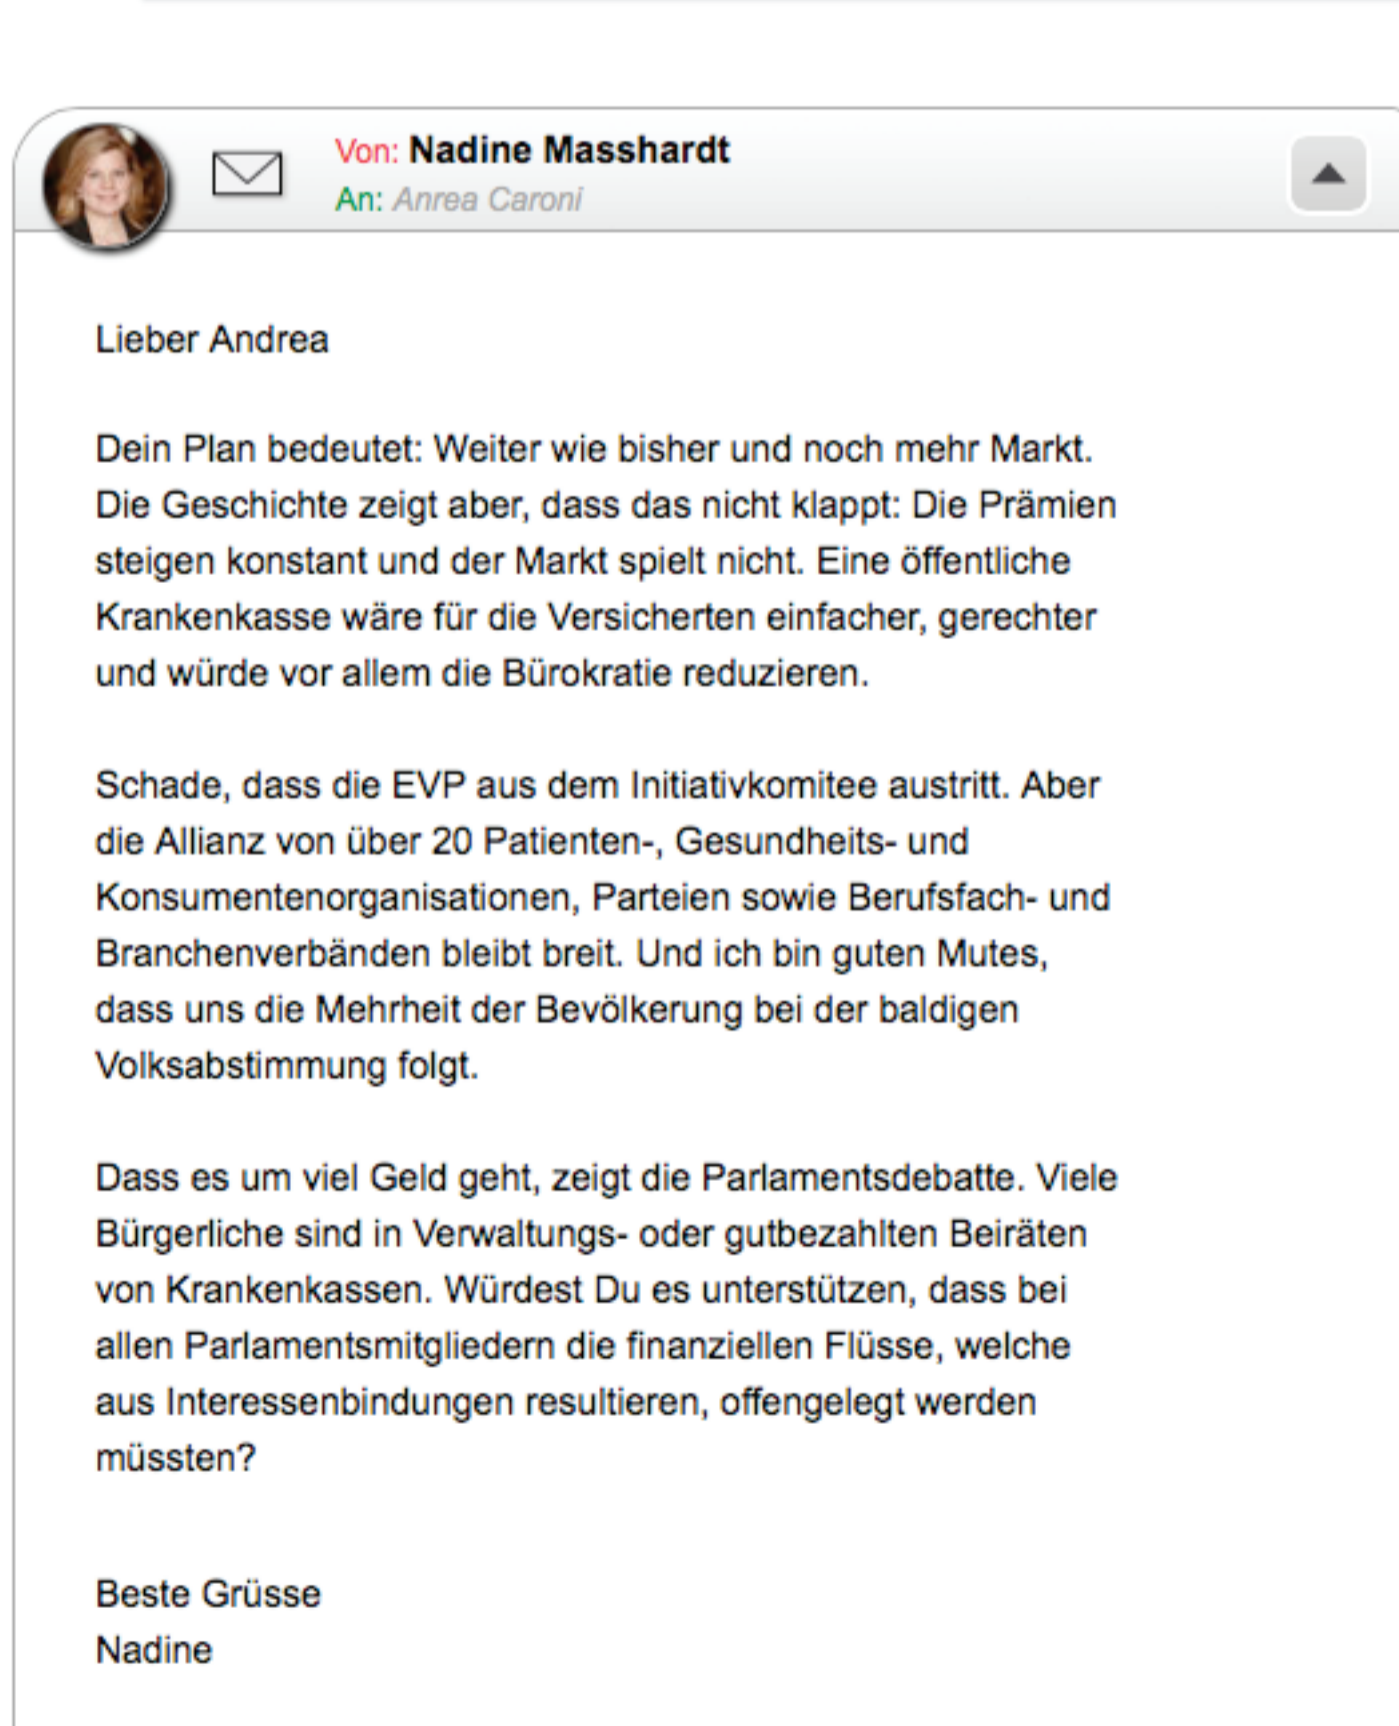 Von: Nadine Masshardt
An: Anrea Caroni
Lieber Andrea
Dein Plan bedeutet: Weiter wie bisher und noch mehr Markt.
Die Geschichte zeigt aber, dass das nicht klappt: Die Prämien
steigen konstant und der Markt spielt nicht. Eine öffentliche
Krankenkasse wäre für die Versicherten einfacher, gerechter
und würde vor allem die Bürokratie reduzieren.
Schade, dass die EVP aus dem Initiativkomitee austritt. Aber
die Allianz von über 20 Patienten-, Gesundheits- und
Konsumentenorganisationen, Parteien sowie Berufsfach- und
Branchenverbänden bleibt breit. Und ich bin guten Mutes,
dass uns die Mehrheit der Bevölkerung bei der baldigen
Volksabstimmung folgt.
Dass es um viel Geld geht, zeigt die Parlamentsdebatte. Viele
Bürgerliche sind in Verwaltungs- oder gutbezahlten Beiräten
von Krankenkassen. Würdest Du es unterstützen, dass bei
allen Parlamentsmitgliedern die finanziellen Flüsse, welche
aus Interessenbindungen resultieren, offengelegt werden
müssten?
Beste Grüsse
Nadine